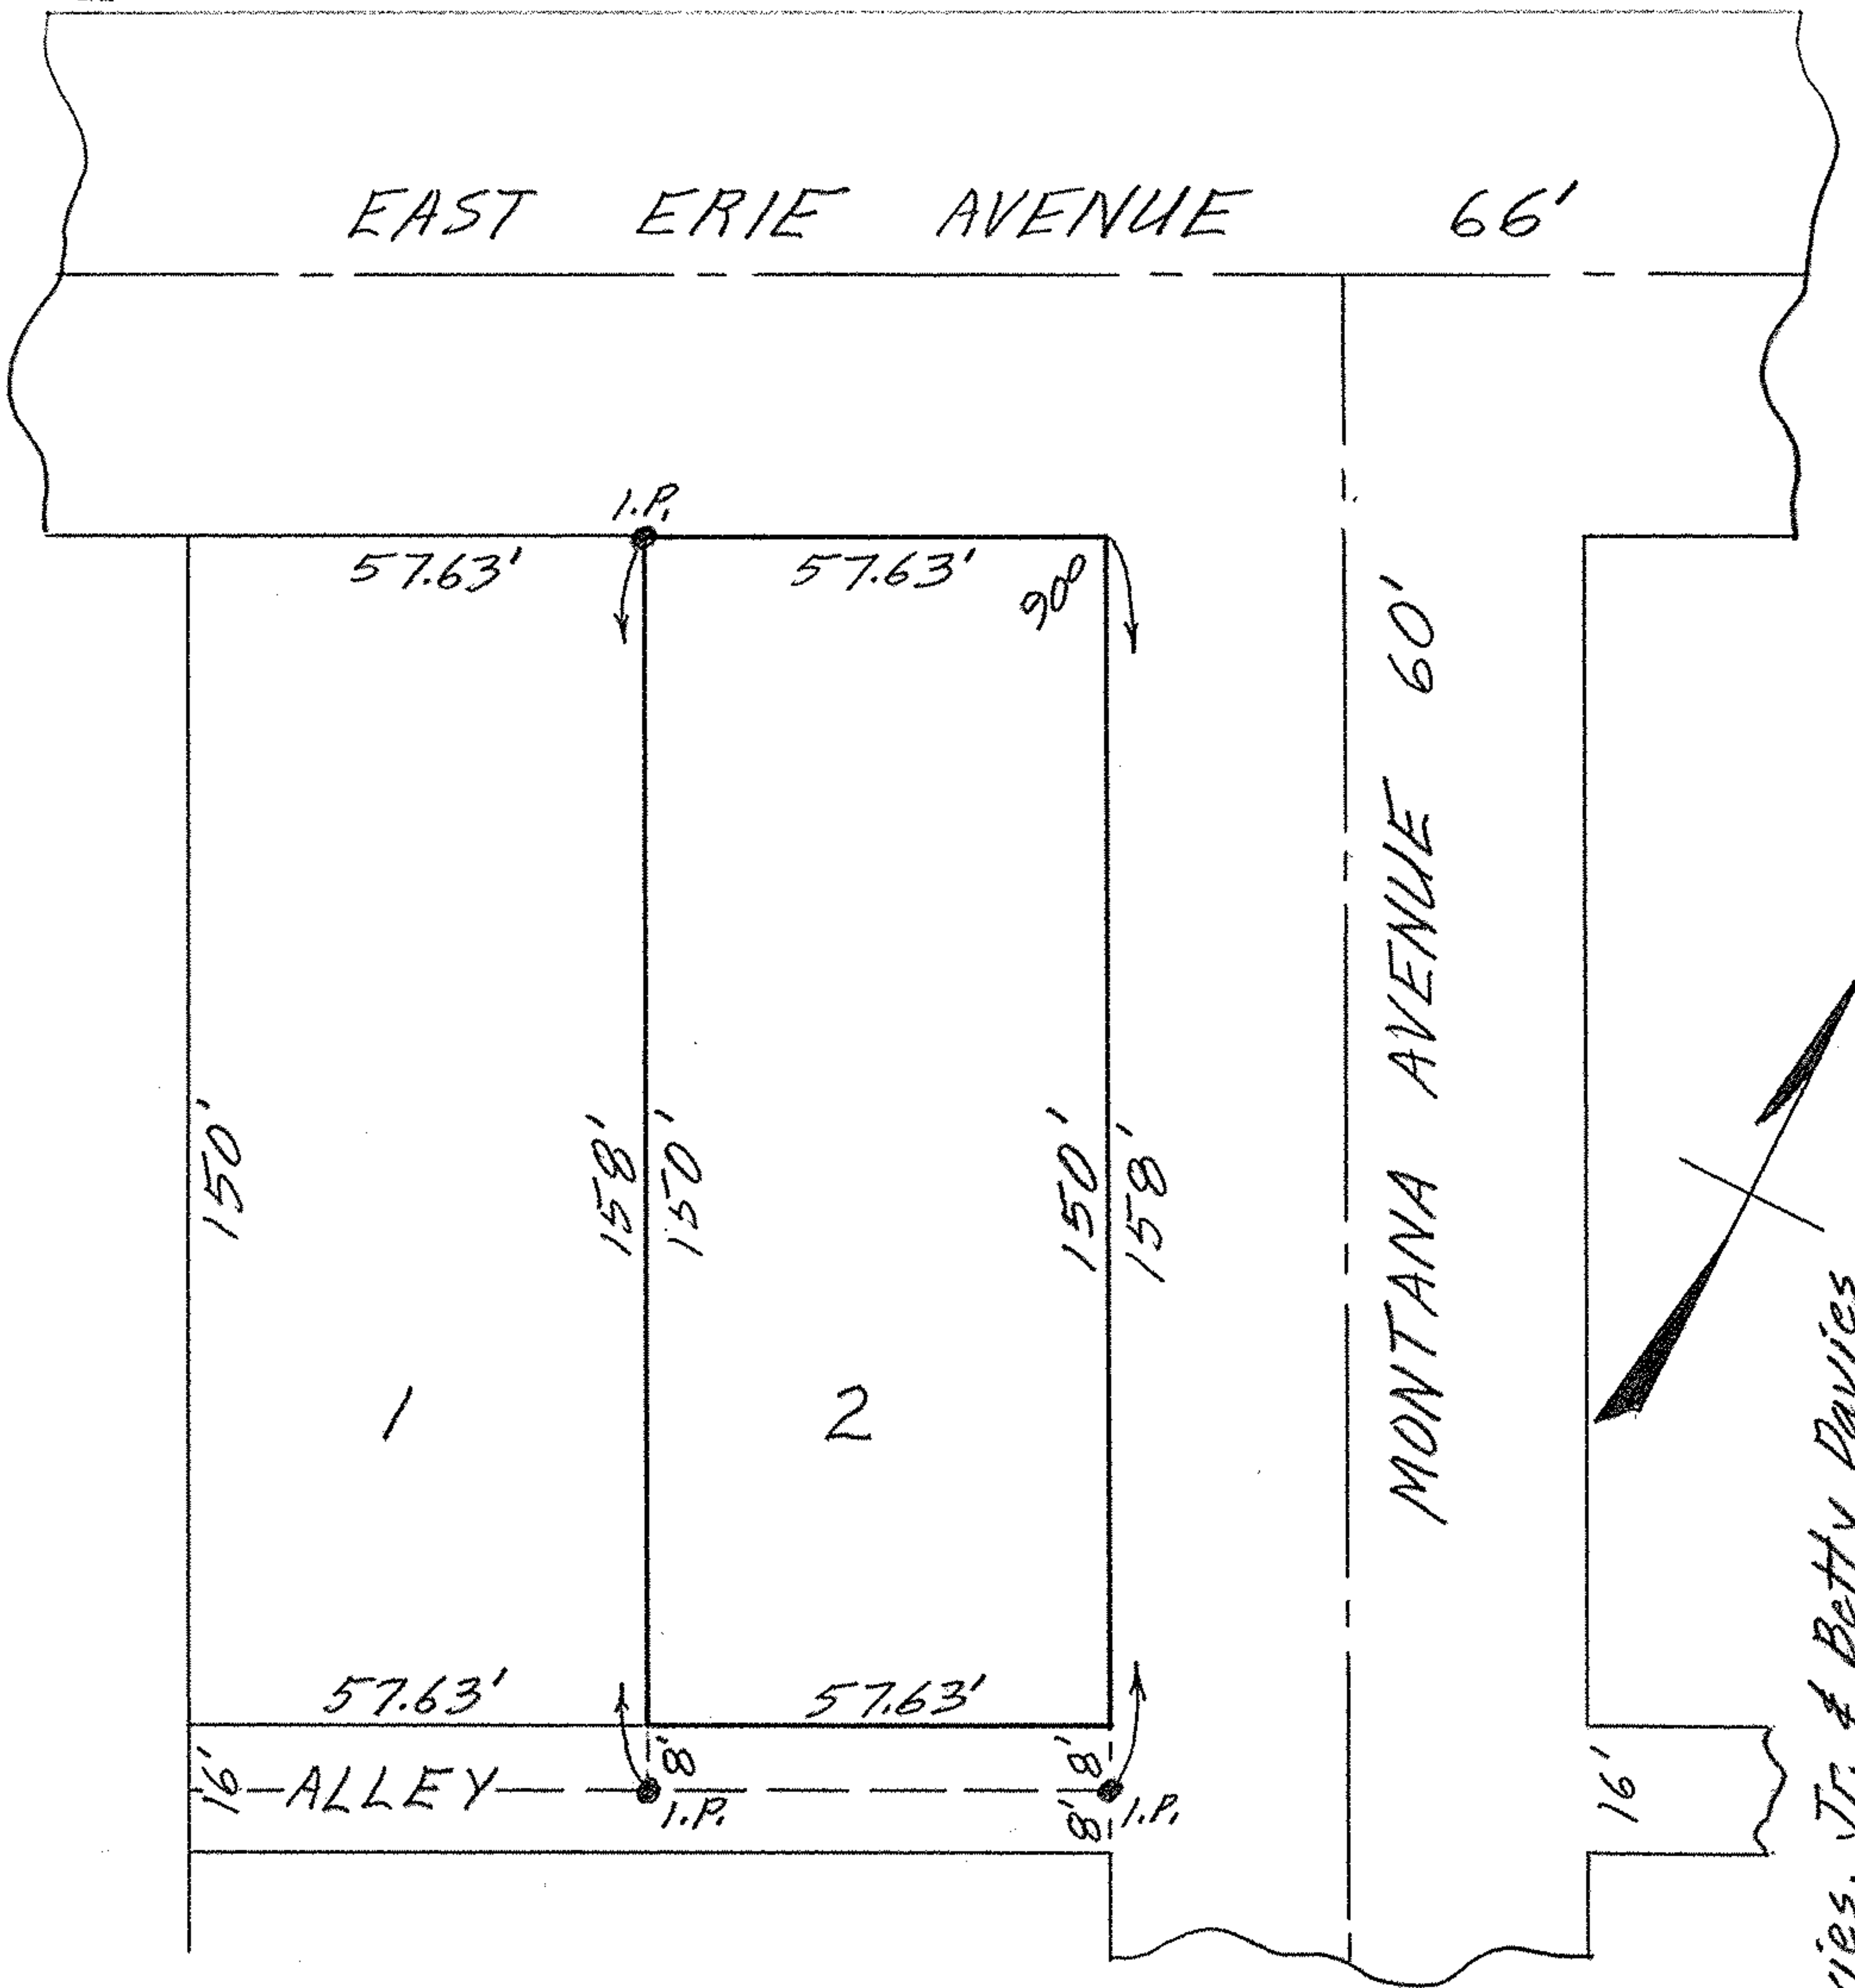 EAST ERIE AVENUE 66'
I.P.
57.63'
57.63'
90°
MONTANA AVENUE 60'
150'
158'
150'
150'
158'
1
2
57.63'
57.63'
16'
ALLEY
8'
8'
I.P.
8'
I.P.
16'
Jr. & Betty Davies